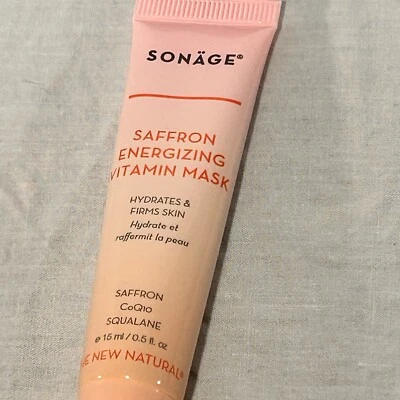 SONÄGE®
SAFFRON
ENERGIZING
VITAMIN MASK
HYDRATES &
FIRMS SKIN
Hydrate et
raffermit la peau
SAFFRON
CoQ10
SQUALANE
e 15 ml / 0.5 fl. oz
NEW NATURAL®